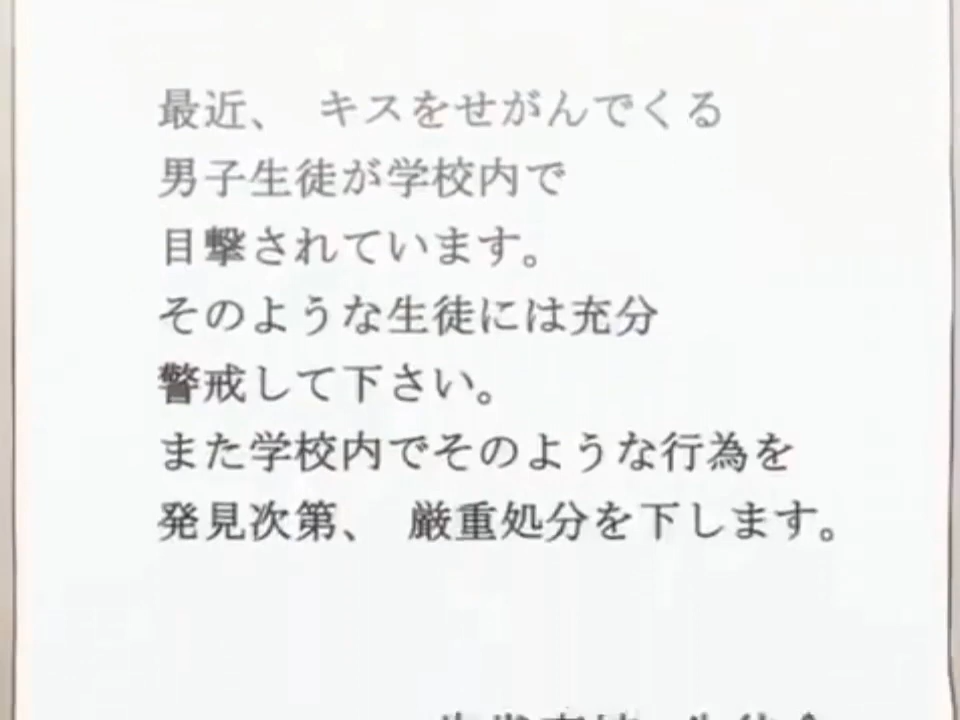 最近、 キスをせがんでくる
男子生徒が学校内で
目撃されています。
そのような生徒には充分
警戒して下さい。
また学校内でそのような行為を
発見次第、 厳重処分を下します。